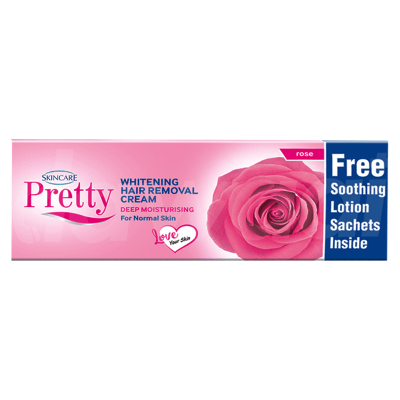 SKINCARE
Pretty
WHITENING
HAIR REMOVAL
CREAM
DEEP MOISTURISING
For Normal Skin
Love
Your Skin
rose
Free
Soothing
Lotion
Sachets
Inside